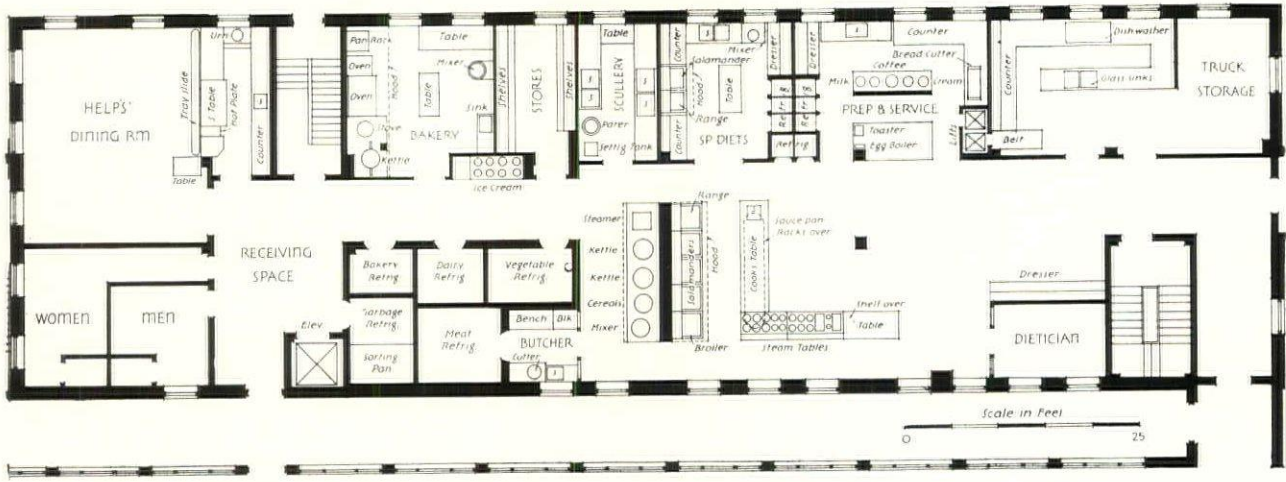 HELPS'
DINING RM
Tray slide
Urn
S Table
Hot Plate
Counter
S
Table
Pan Rack
Oven
Oven
Hood
Stove
Kettle
Table
Mixer
Table
Sink
BAKERY
Ice Cream
Shelves
STORES
Shelves
Table
SCULLERY
S
S
S
S
Parer
Settig Tank
Counter
Mixer
Salamander
Hood
Table
Range
Counter
SP DIETS
Dresser
Dresser
Refrig
Refrig
Refrig
Counter
Bread Cutter
Coffee
Milk
Cream
PREP & SERVICE
Toaster
Egg Boiler
Lifts
Counter
Dishwasher
Glass sinks
Belt
TRUCK
STORAGE
RECEIVING
SPACE
WOMEN
MEN
Elev
Bakery
Refrig
Dairy
Refrig
Vegetable
Refrig
Garbage
Refrig.
Sorting
Pan
Meat
Refrig
Bench
Blk
BUTCHER
Cutter
S
Steamer
Kettle
Kettle
Cereals
Mixer
Range
Salamanders
Hood
Broiler
S
Cooks Table
Sauce pan
Racks over
Shelf over
Steam Tables
Table
Dresser
DIETICIAN
Scale in Feet
0
25